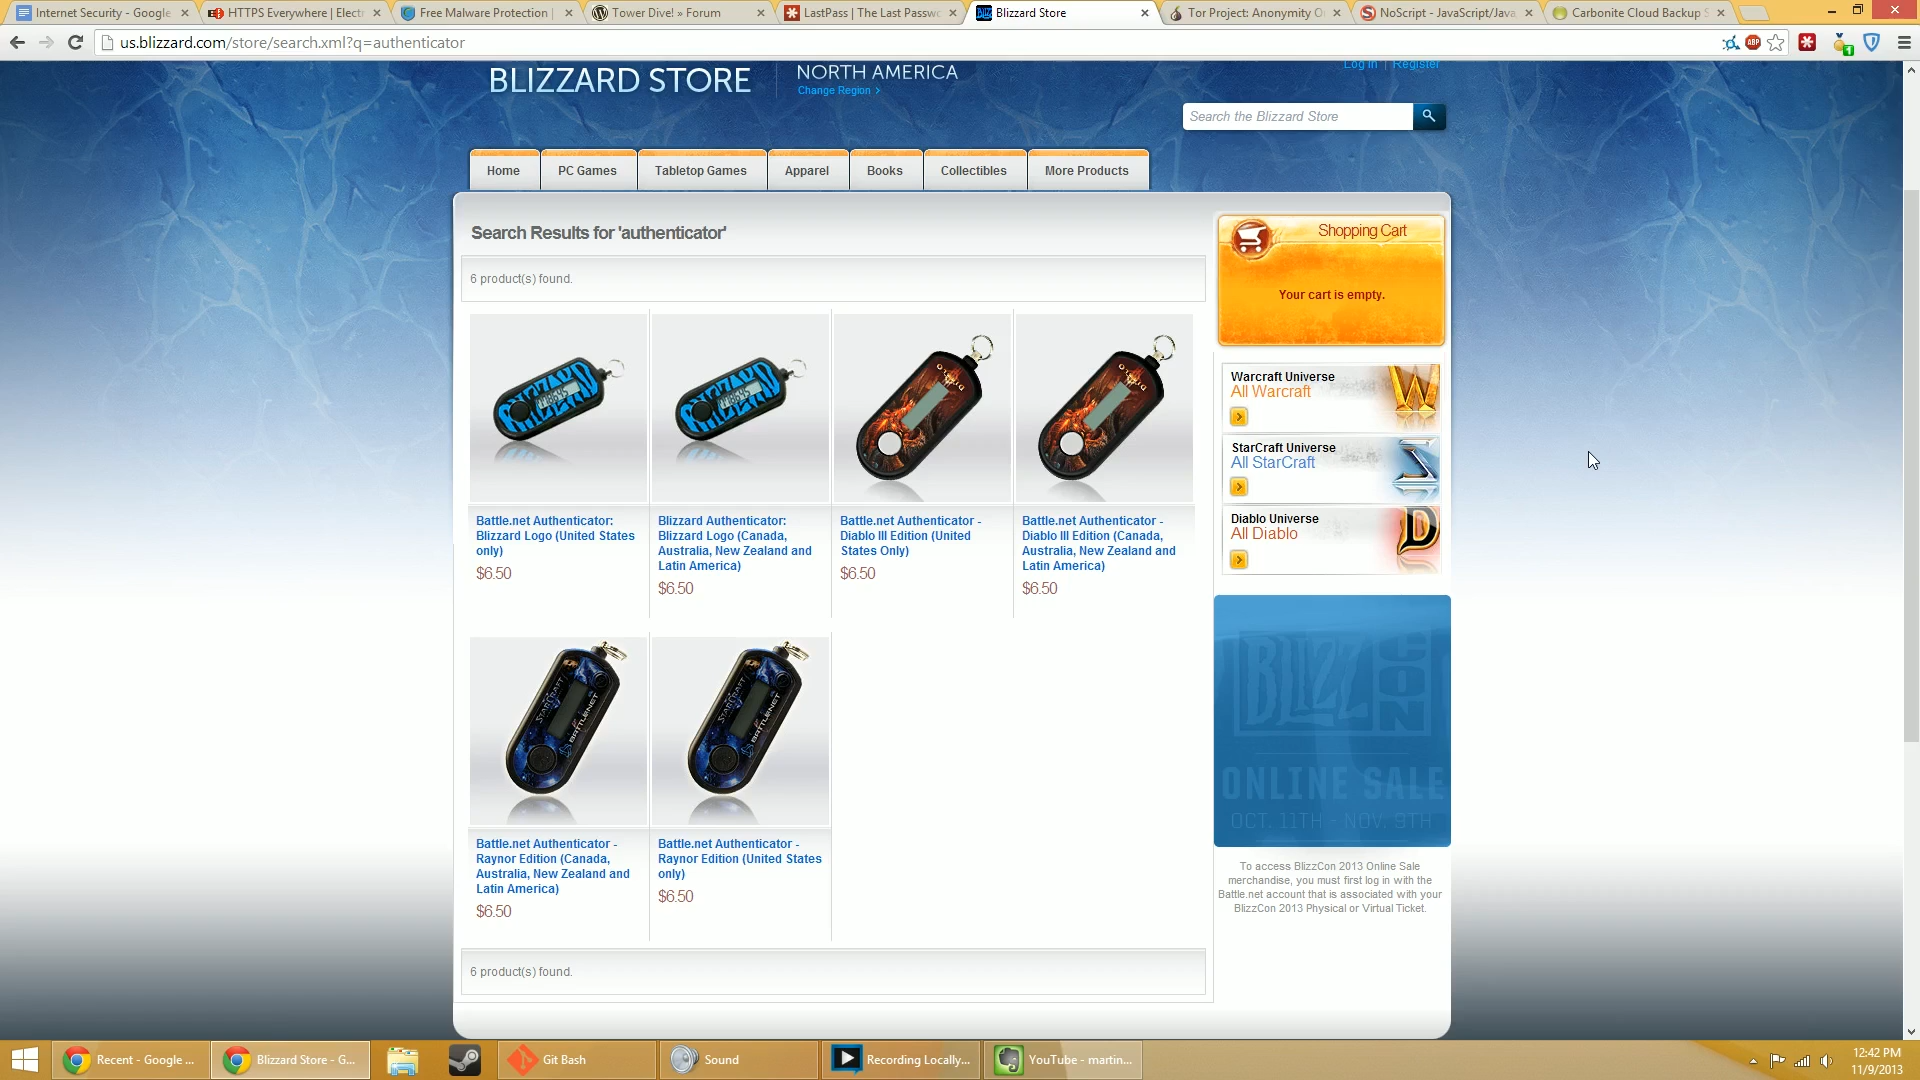 Internet Security - Google
HTTPS Everywhere | Electr
Free Malware Protection |
Tower Dive! » Forum
LastPass | The Last Passwo
Blizzard Store
Tor Project: Anonymity O
NoScript - JavaScript/Java
Carbonite Cloud Backup S
us.blizzard.com/store/search.xml?q=authenticator
ABP
1
BLIZZARD STORE
NORTH AMERICA
Change Region >
Log in | Register
Search the Blizzard Store
Home
PC Games
Tabletop Games
Apparel
Books
Collectibles
More Products
Search Results for 'authenticator'
6 product(s) found.
Battle.net Authenticator:
Blizzard Logo (United States
only)
$6.50
Blizzard Authenticator:
Blizzard Logo (Canada,
Australia, New Zealand and
Latin America)
$6.50
Battle.net Authenticator -
Diablo III Edition (United
States Only)
$6.50
Battle.net Authenticator -
Diablo III Edition (Canada,
Australia, New Zealand and
Latin America)
$6.50
Battle.net Authenticator -
Raynor Edition (Canada,
Australia, New Zealand and
Latin America)
$6.50
Battle.net Authenticator -
Raynor Edition (United States
only)
$6.50
6 product(s) found.
Shopping Cart
Your cart is empty.
Warcraft Universe
All Warcraft
StarCraft Universe
All StarCraft
Diablo Universe
All Diablo
BLIZZ
CON
ONLINE SALE
OCT. 11TH - NOV. 9TH
To access BlizzCon 2013 Online Sale
merchandise, you must first log in with the
Battle.net account that is associated with your
BlizzCon 2013 Physical or Virtual Ticket.
Recent - Google ...
Blizzard Store - G...
Git Bash
Sound
Recording Locally...
YouTube - martin...
12:42 PM
11/9/2013